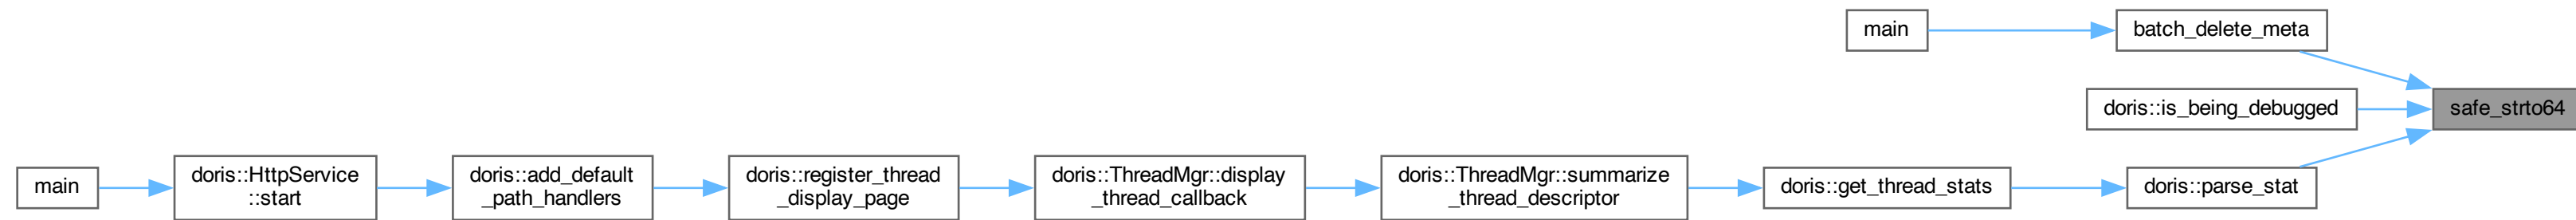 main
batch_delete_meta
doris::is_being_debugged
safe_strto64
main
doris::HttpService
::start
doris::add_default
_path_handlers
doris::register_thread
_display_page
doris::ThreadMgr::display
_thread_callback
doris::ThreadMgr::summarize
_thread_descriptor
doris::get_thread_stats
doris::parse_stat